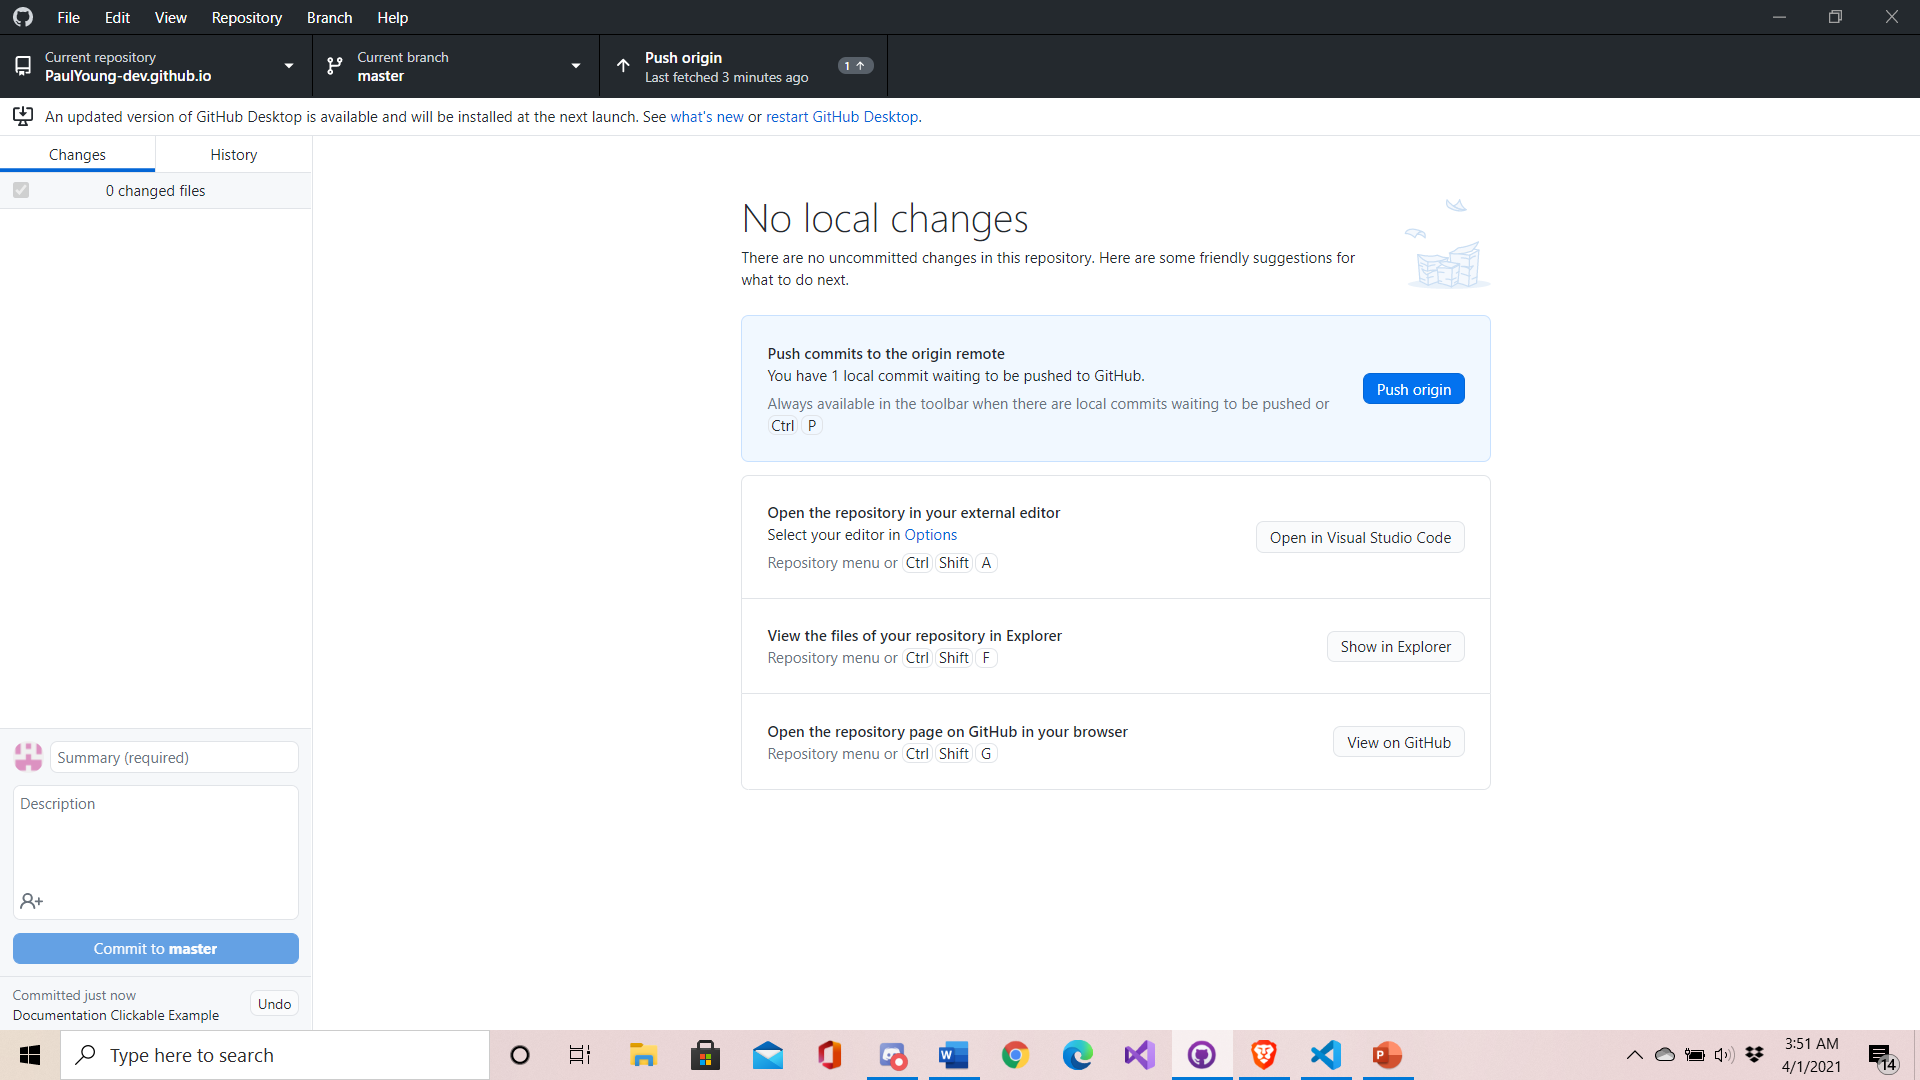 File Edit View Repository Branch Help
Current repository
PaulYoung-dev.github.io
Current branch
master
Push origin
Last fetched 3 minutes ago
1
An updated version of GitHub Desktop is available and will be installed at the next launch. See what's new or restart GitHub Desktop.
Changes
History
0 changed files
No local changes
There are no uncommitted changes in this repository. Here are some friendly suggestions for
what to do next.
Push commits to the origin remote
You have 1 local commit waiting to be pushed to GitHub.
Always available in the toolbar when there are local commits waiting to be pushed or
Ctrl P
Push origin
Open the repository in your external editor
Select your editor in Options
Repository menu or Ctrl Shift A
Open in Visual Studio Code
View the files of your repository in Explorer
Repository menu or Ctrl Shift F
Show in Explorer
Open the repository page on GitHub in your browser
Repository menu or Ctrl Shift G
View on GitHub
Summary (required)
Description
Commit to master
Committed just now
Documentation Clickable Example
Undo
Type here to search
W
P
3:51 AM
4/1/2021
14